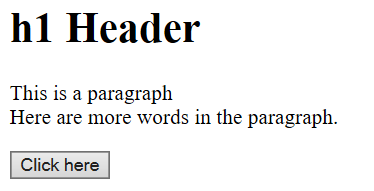 h1 Header
This is a paragraph
Here are more words in the paragraph.
Click here